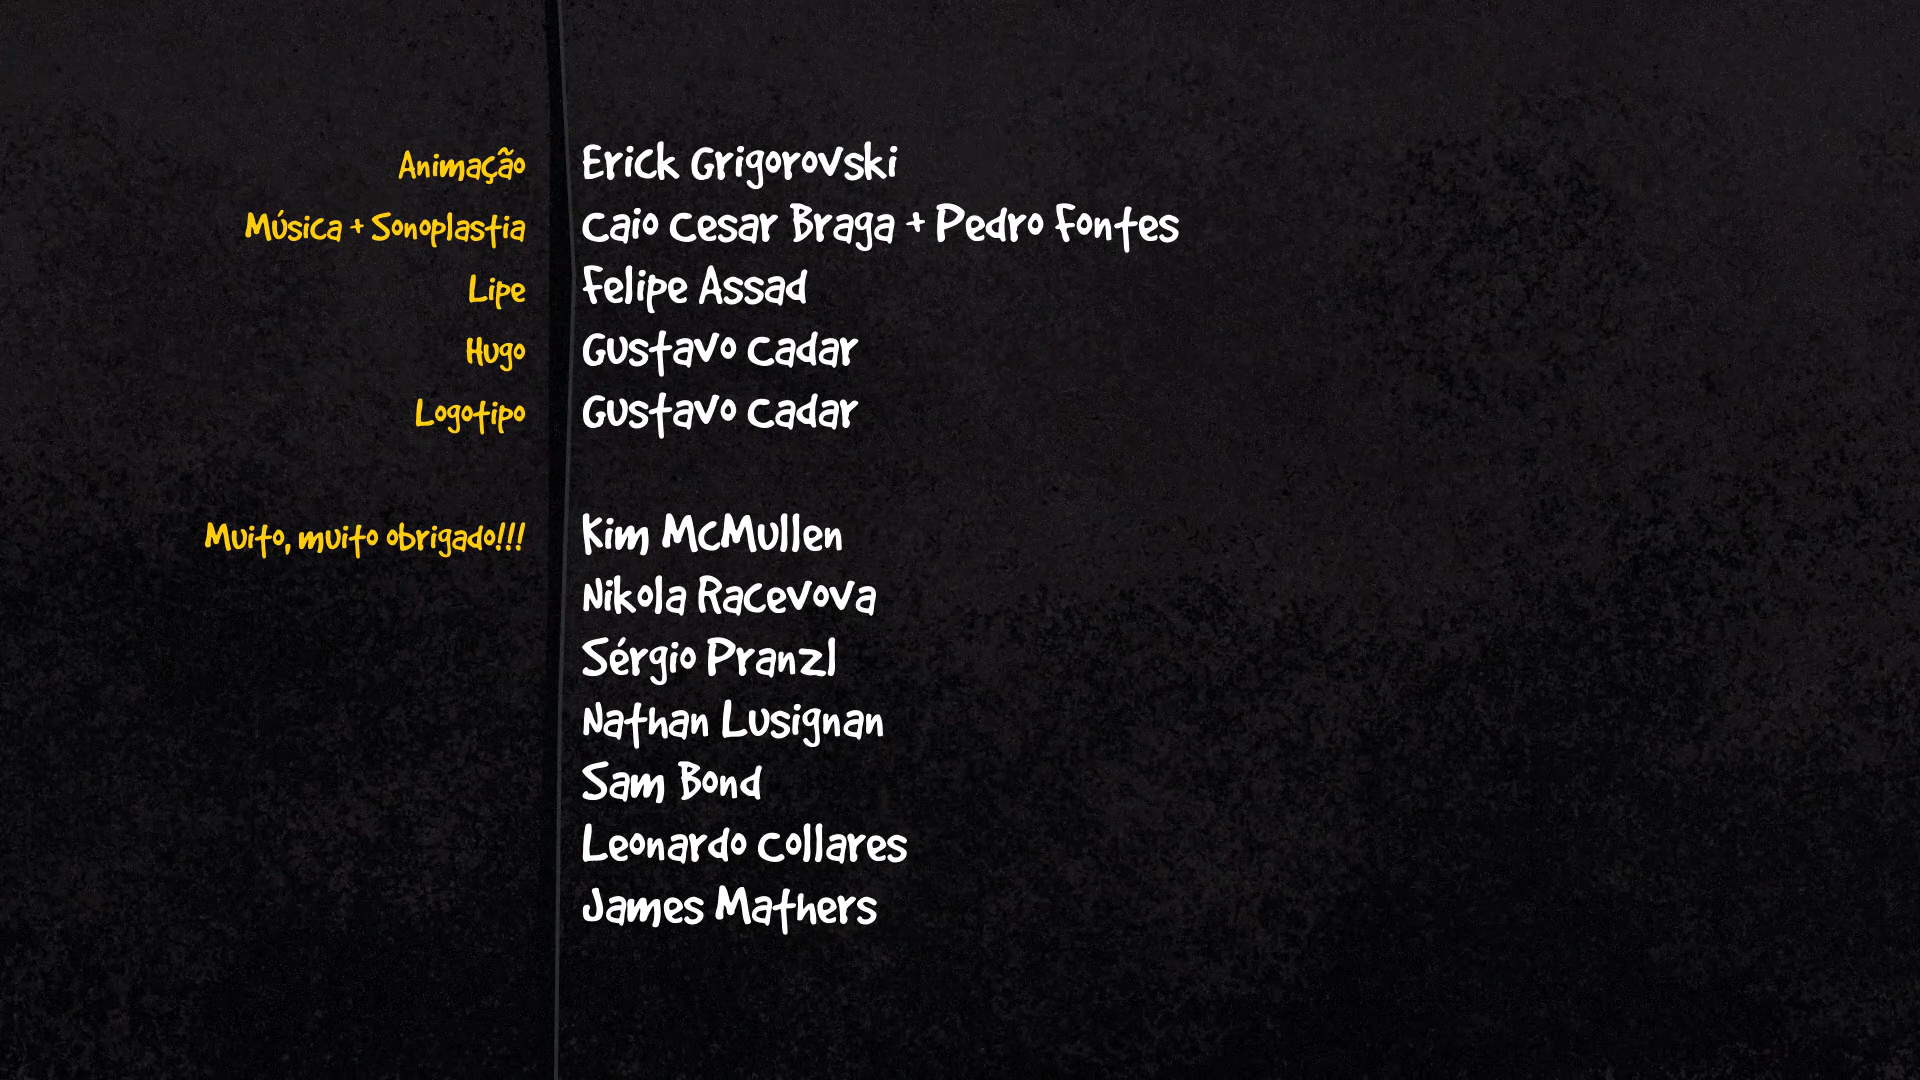 Animação Erick Grigorovski
Música + Sonoplastia Caio Cesar Braga + Pedro Fontes
Lipe Felipe Assad
Hugo Gustavo Cadar
Logotipo Gustavo Cadar
Muito, muito obrigado!!! Kim McMullen
Nikola Racevova
Sérgio Pranzl
Nathan Lusignan
Sam Bond
Leonardo Collares
James Mathers